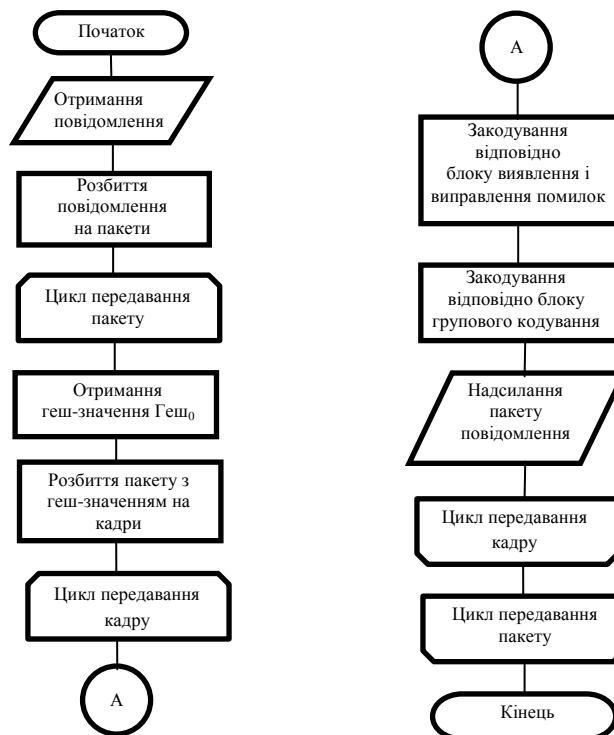 Початок
Отримання
повідомлення
Розбиття
повідомлення
на пакети
Цикл передавання
пакету
Отримання
геш-значення Геш₀
Розбиття пакету з
геш-значенням на
кадри
Цикл передавання
кадру
А
А
Закодування
відповідно
блоку виявлення і
виправлення помилок
Закодування
відповідно блоку
групового кодування
Надсилання
пакету
повідомлення
Цикл передавання
кадру
Цикл передавання
пакету
Кінець